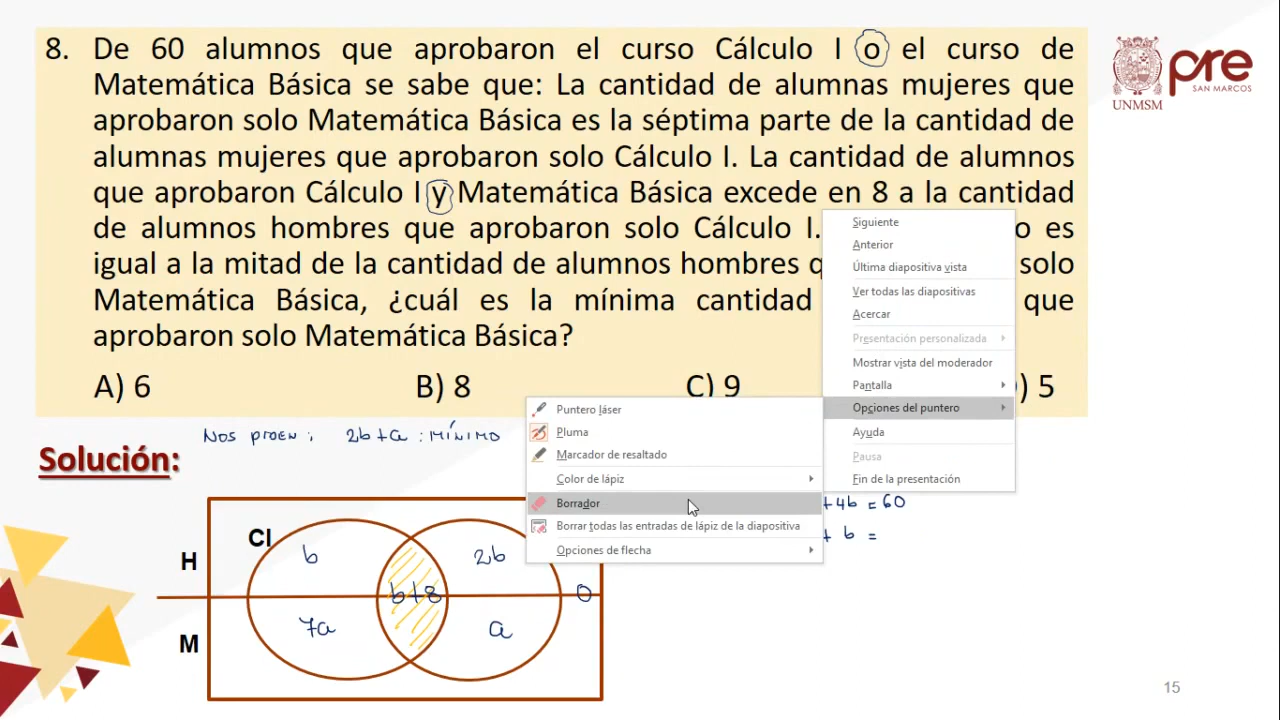 8. De 60 alumnos que aprobaron el curso Cálculo I o el curso de
Matemática Básica se sabe que: La cantidad de alumnas mujeres que
aprobaron solo Matemática Básica es la séptima parte de la cantidad de
alumnas mujeres que aprobaron solo Cálculo I. La cantidad de alumnos
que aprobaron Cálculo I y Matemática Básica excede en 8 a la cantidad
de alumnos hombres que aprobaron solo Cálculo I. o es
igual a la mitad de la cantidad de alumnos hombres q solo
Matemática Básica, ¿cuál es la mínima cantidad que
aprobaron solo Matemática Básica?
A) 6 B) 8 C) 9 ) 5
UNMSM
pre
SAN MARCOS
Siguiente
Anterior
Última diapositiva vista
Ver todas las diapositivas
Acercar
Presentación personalizada
Mostrar vista del moderador
Pantalla
Opciones del puntero
Ayuda
Pausa
Fin de la presentación
Puntero láser
Pluma
Marcador de resaltado
Color de lápiz
Borrador
Borrar todas las entradas de lápiz de la diapositiva
Opciones de flecha
NOS PIDEN: 2b+a : MÍNIMO
Solución:
+4b = 60
+ b =
CI
H
b
2b
b+8
0
M
7a
a
15